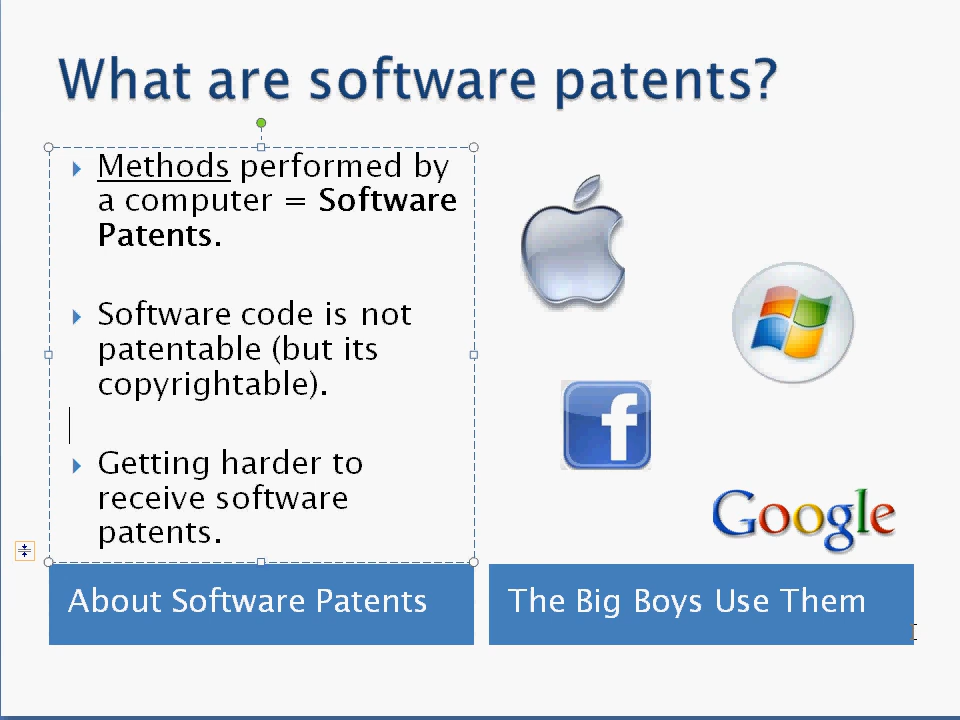 What are software patents?
Methods performed by
a computer = Software
Patents.
Software code is not
patentable (but its
copyrightable).
Getting harder to
receive software
patents.
f
Google
About Software Patents
The Big Boys Use Them